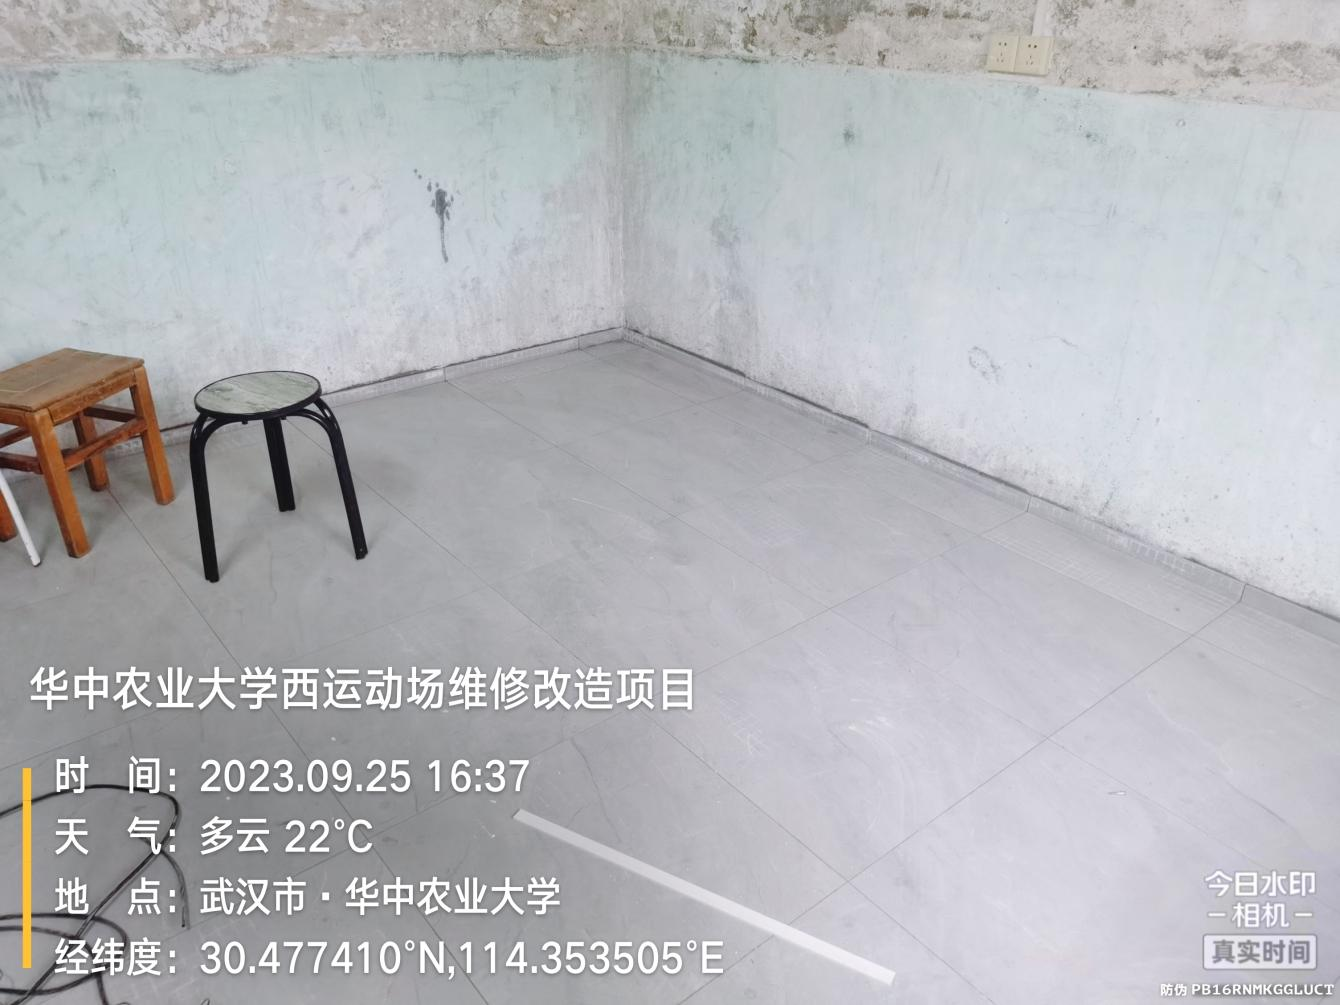 华中农业大学西运动场维修改造项目
时 间：2023.09.25 16:37
天 气：多云 22°C
地 点：武汉市·华中农业大学
经纬度：30.477410°N,114.353505°E
今日水印
-相机-
真实时间
防伪 PB16RNMKGGLUCT